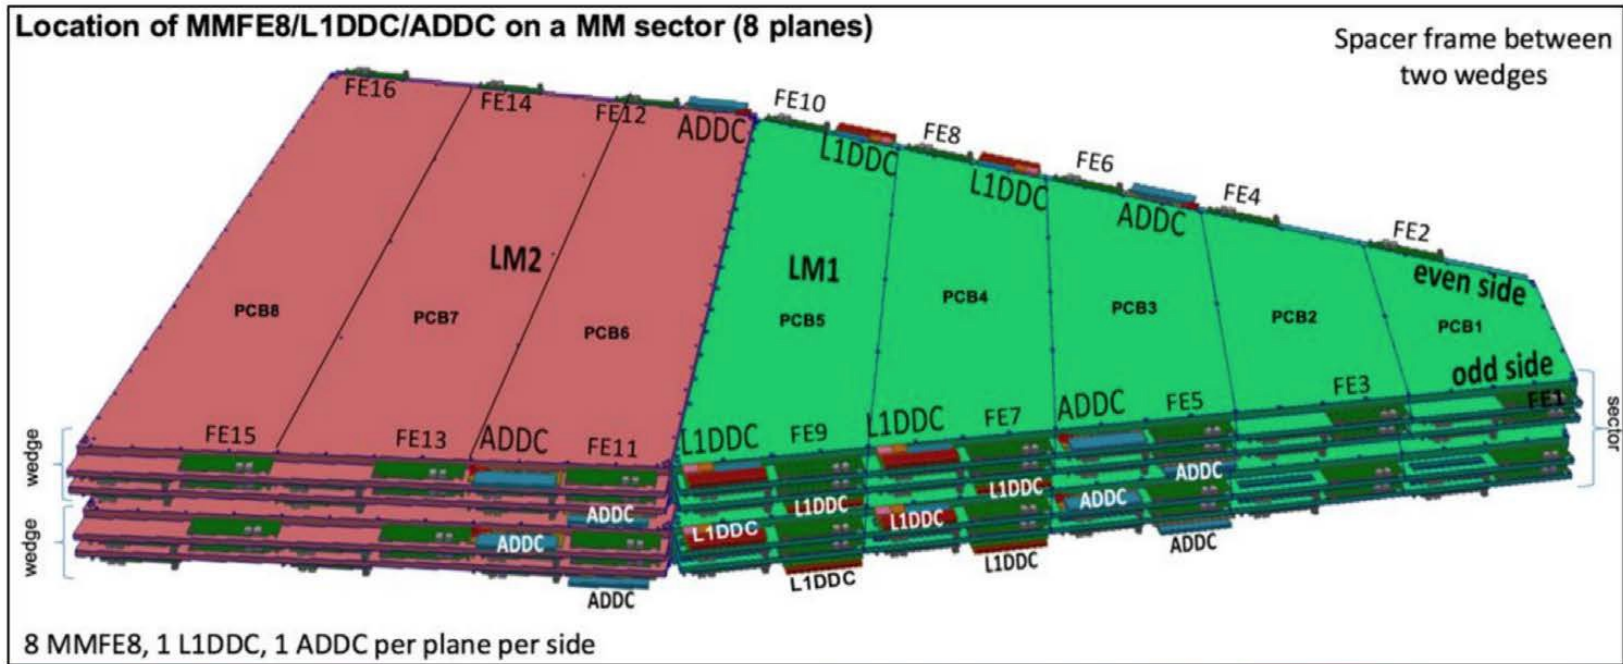 Location of MMFE8/L1DDC/ADDC on a MM sector (8 planes)
Spacer frame between
two wedges
FE16
FE14
FE12
ADDC
FE10
L1DDC
FE8
L1DDC
FE6
ADDC
FE4
FE2
even side
LM2
LM1
PCB8
PCB7
PCB6
PCB5
PCB4
PCB3
PCB2
PCB1
odd side
FE15
FE13
ADDC
FE11
L1DDC
FE9
L1DDC
FE7
ADDC
FE5
FE3
FE1
wedge
wedge
sector
ADDC
L1DDC
L1DDC
ADDC
ADDC
L1DDC
L1DDC
ADDC
ADDC
L1DDC
L1DDC
ADDC
8 MMFE8, 1 L1DDC, 1 ADDC per plane per side